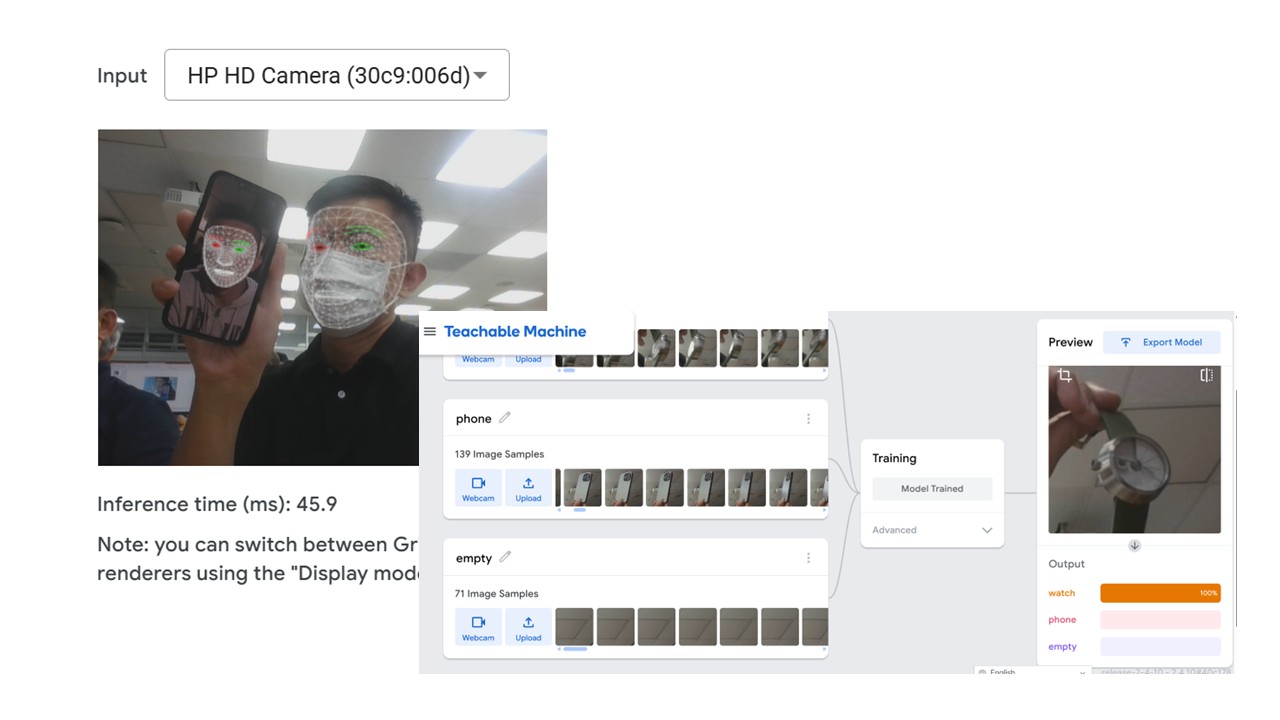 Input
HP HD Camera (30c9:006d)
Inference time (ms): 45.9
Note: you can switch between Gr
renderers using the "Display mod
Teachable Machine
Webcam
Upload
phone
139 Image Samples
Webcam
Upload
empty
71 Image Samples
Webcam
Upload
Training
Model Trained
Advanced
Preview
Export Model
Output
watch
100%
phone
empty
English